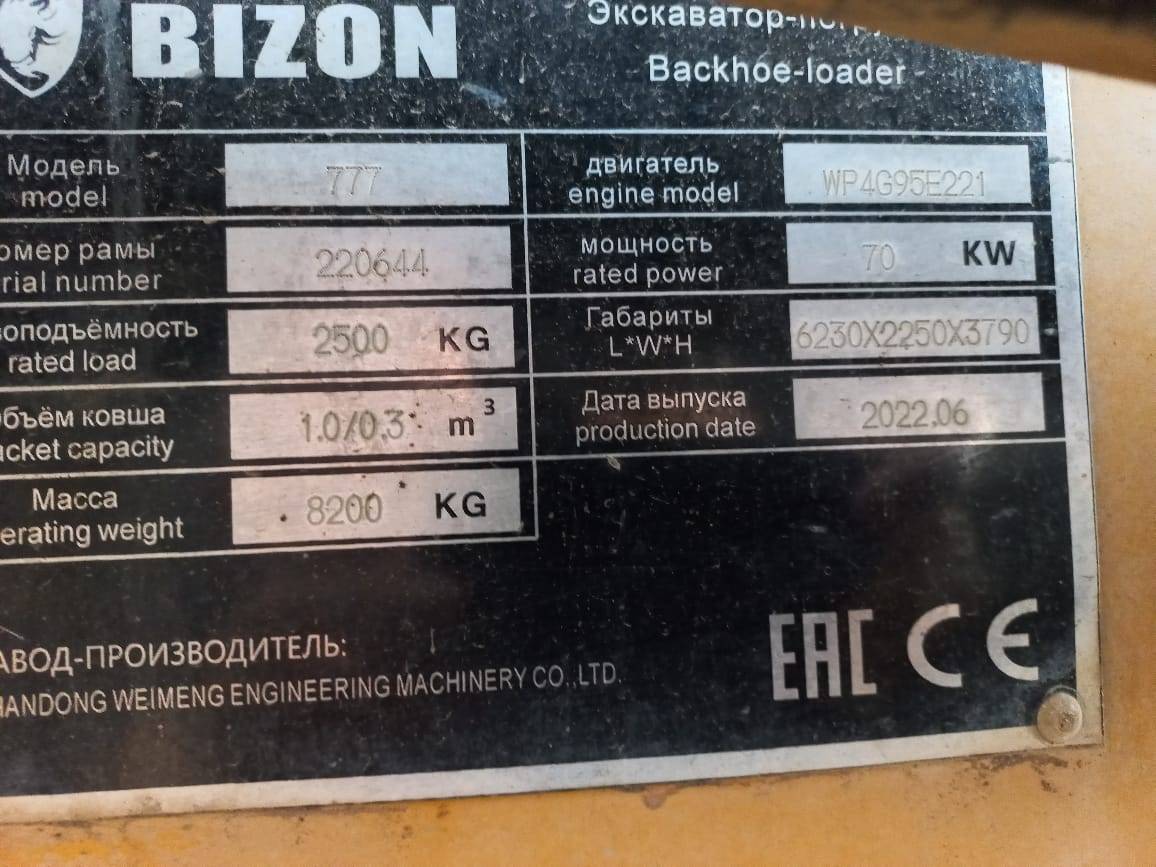 BIZON
Экскаватор-погру
Backhoe-loader
Модель
model
777
двигатель
engine model
WP4G95E221
омер рамы
rial number
220644
мощность
rated power
70 KW
зоподъёмность
rated load
2500 KG
Габариты
L*W*H
6230X2250X3790
объём ковша
cket capacity
1.0/0.3 m³
Дата выпуска
production date
2022.06
Масса
erating weight
8200 KG
АВОД-ПРОИЗВОДИТЕЛЬ:
HANDONG WEIMENG ENGINEERING MACHINERY CO.,LTD.
EAC CE